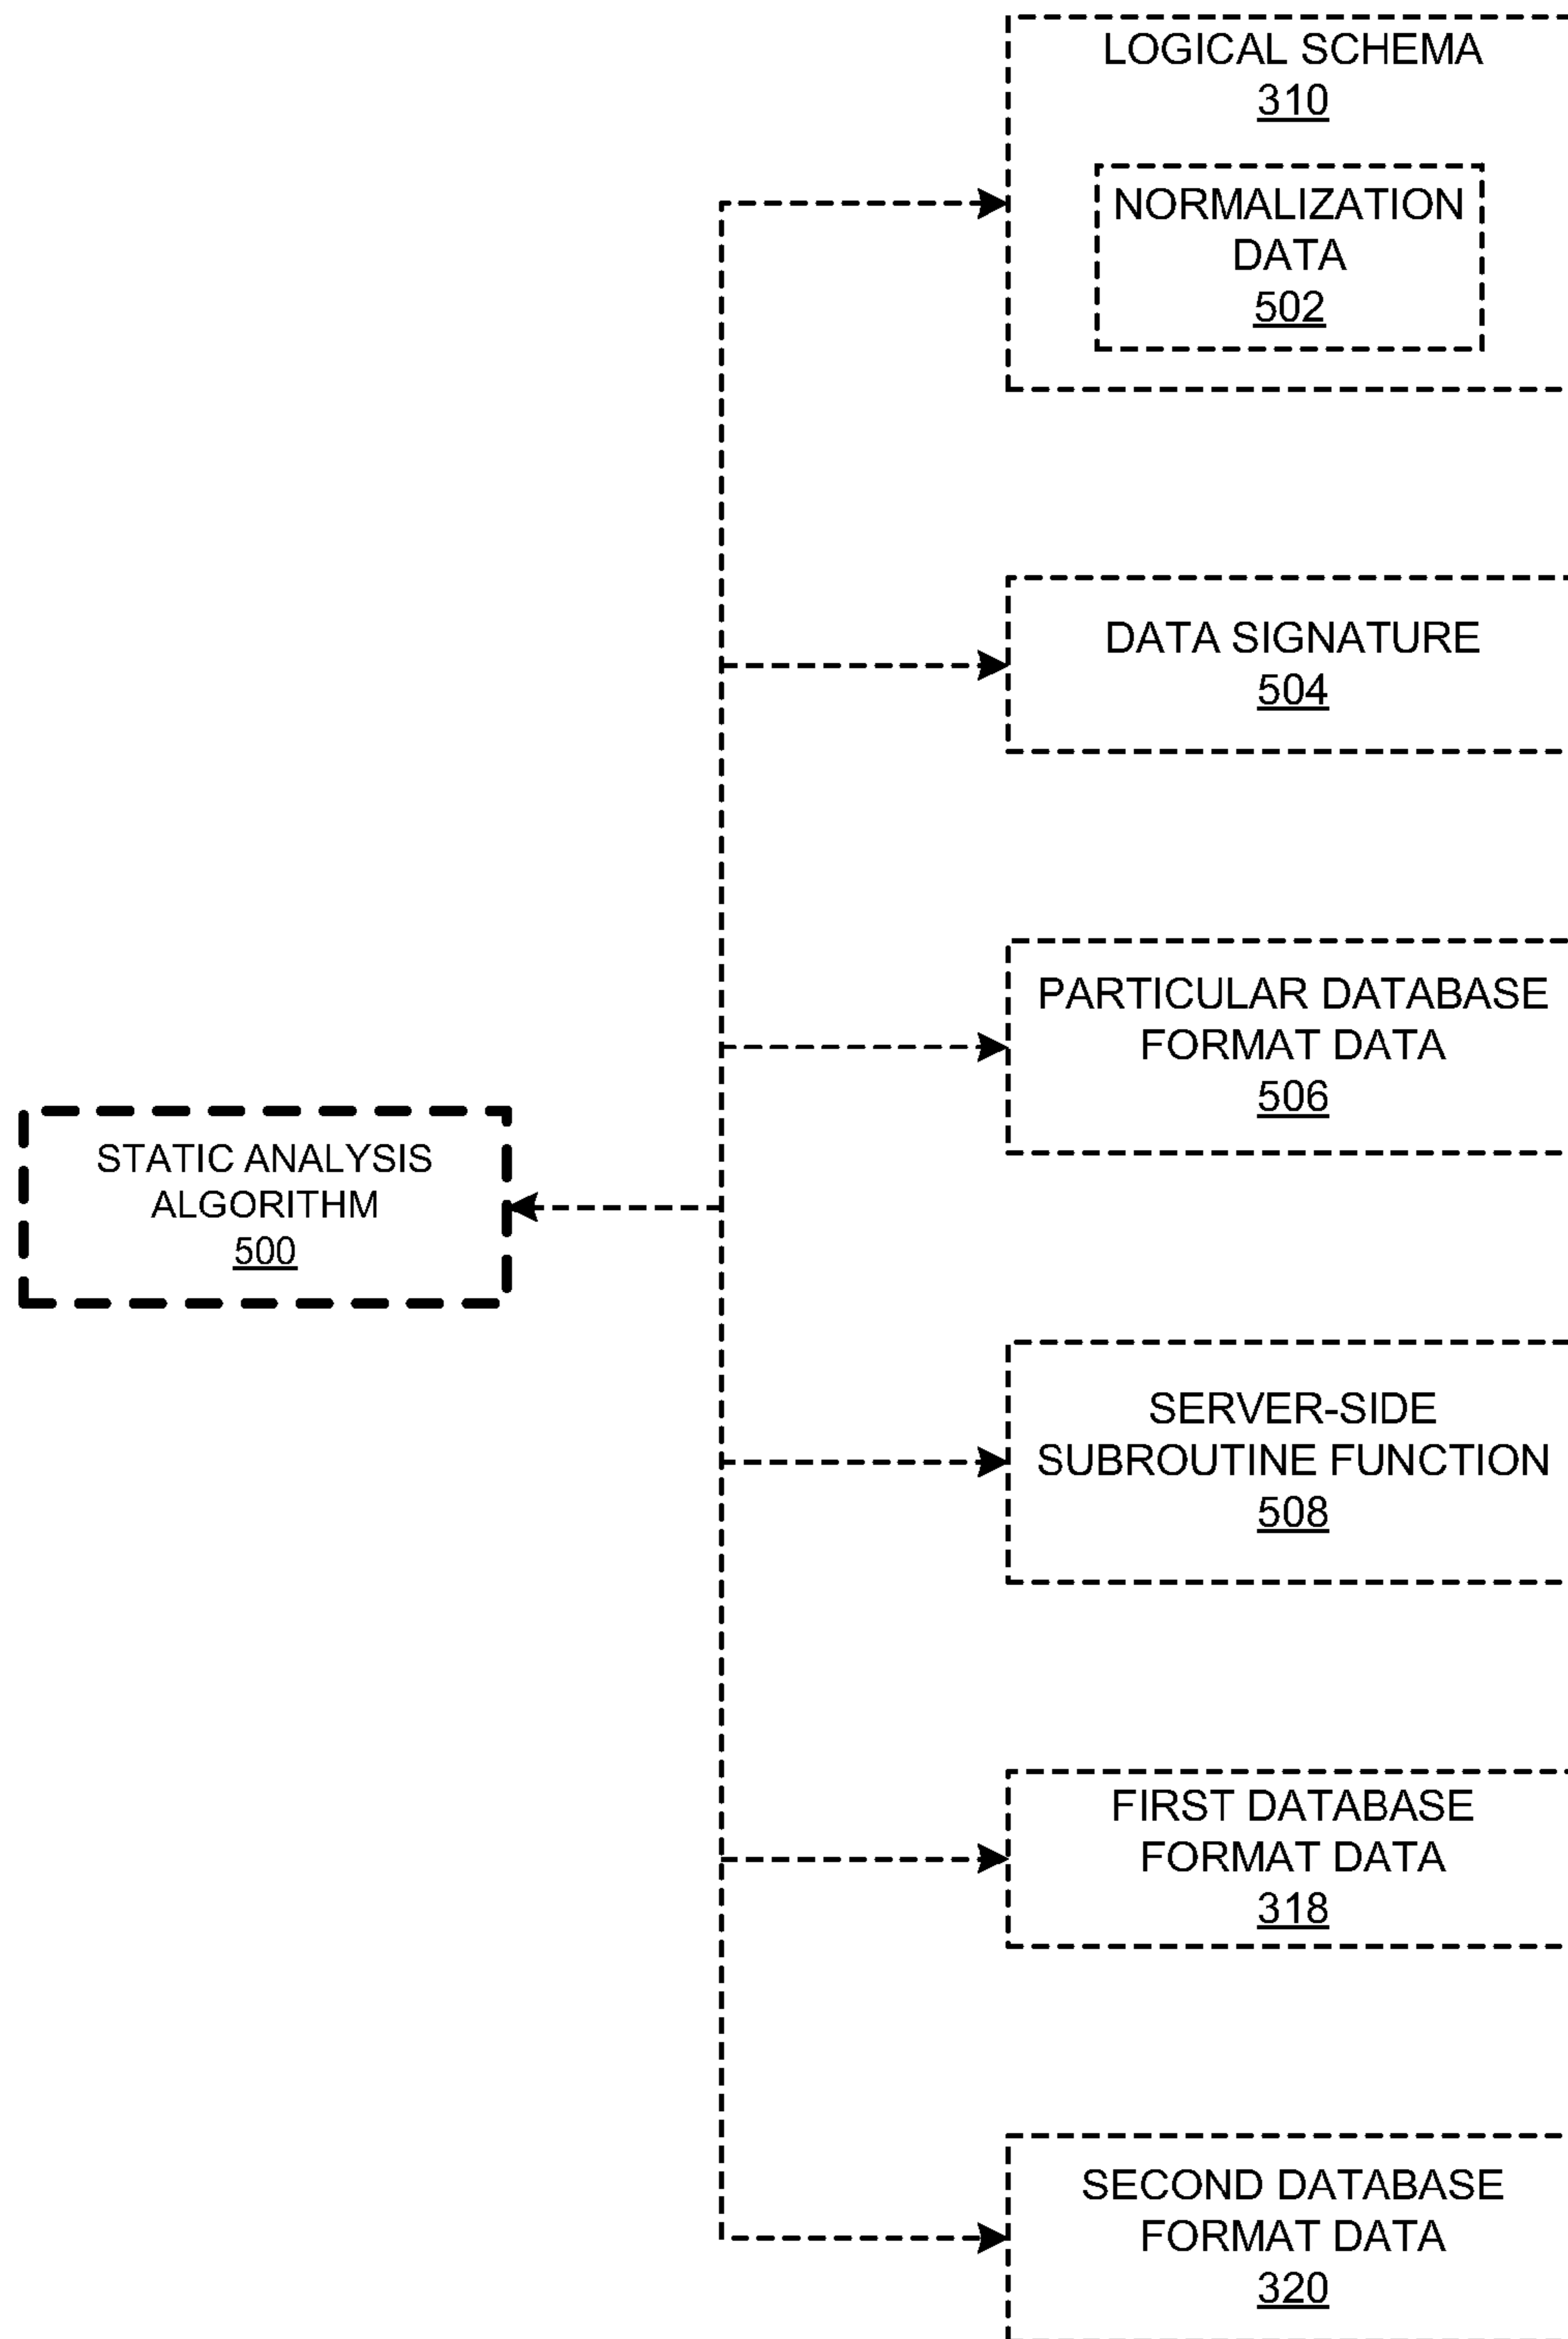 LOGICAL SCHEMA
310
NORMALIZATION
DATA
502
DATA SIGNATURE
504
PARTICULAR DATABASE
FORMAT DATA
506
STATIC ANALYSIS
ALGORITHM
500
SERVER-SIDE
SUBROUTINE FUNCTION
508
FIRST DATABASE
FORMAT DATA
318
SECOND DATABASE
FORMAT DATA
320